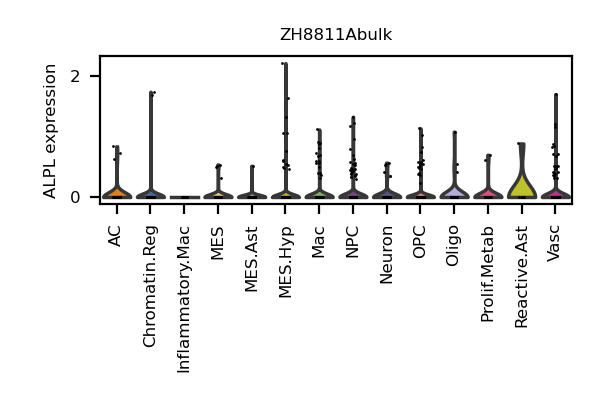 ZH8811Abulk
ALPL expression
2
0
AC
Chromatin.Reg
Inflammatory.Mac
MES
MES.Ast
MES.Hyp
Mac
NPC
Neuron
OPC
Oligo
Prolif.Metab
Reactive.Ast
Vasc